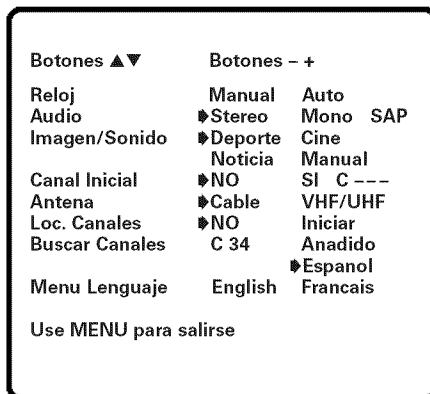 Botones ▲▼ Botones – +
Reloj Manual Auto
Audio Stereo Mono SAP
Imagen/Sonido Deporte Cine
Noticia Manual
Canal Inicial NO SI C – – –
Antena Cable VHF/UHF
Loc. Canales NO Iniciar
Buscar Canales C 34 Anadido
Espanol
Menu Lenguaje English Francais
Use MENU para salirse